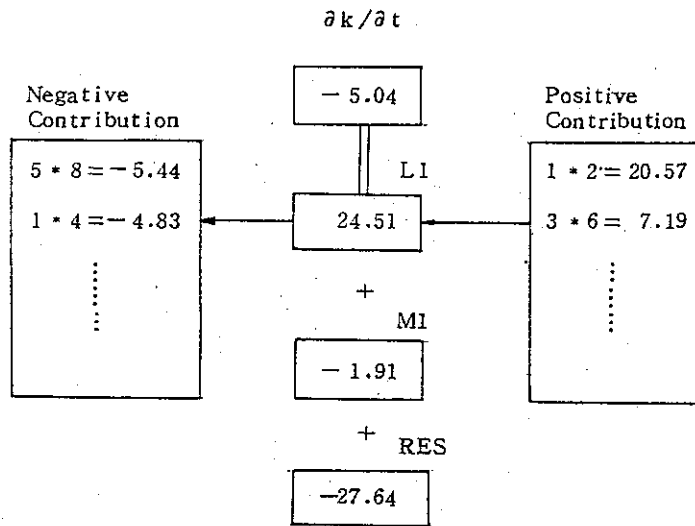 ∂k/∂t
− 5.04
Negative
Contribution
5 * 8 = − 5.44
1 * 4 = − 4.83
Positive
Contribution
1 * 2 = 20.57
3 * 6 = 7.19
LI
24.51
+
MI
− 1.91
+
RES
−27.64